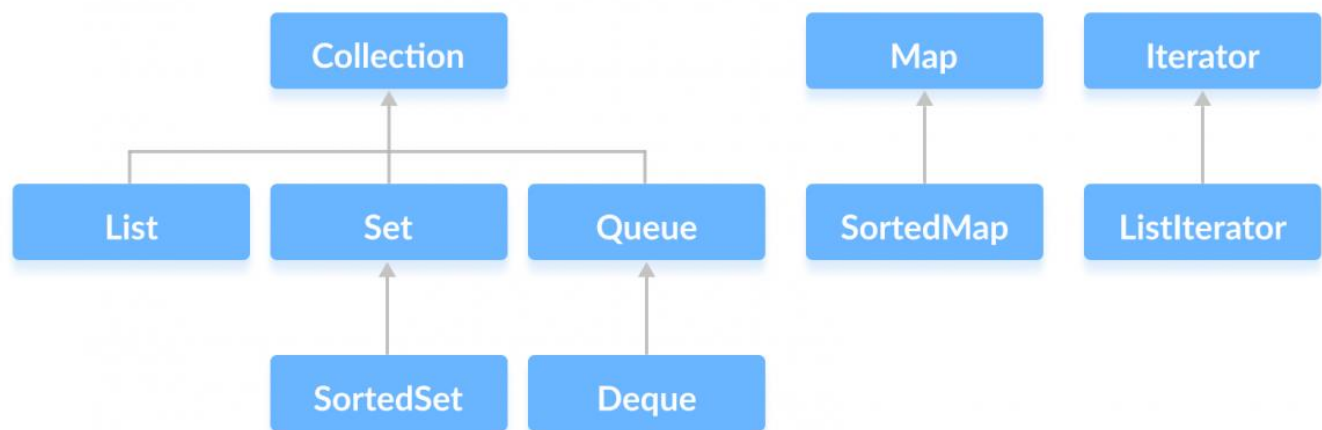 Collection
Map
Iterator
List
Set
Queue
SortedMap
ListIterator
SortedSet
Deque